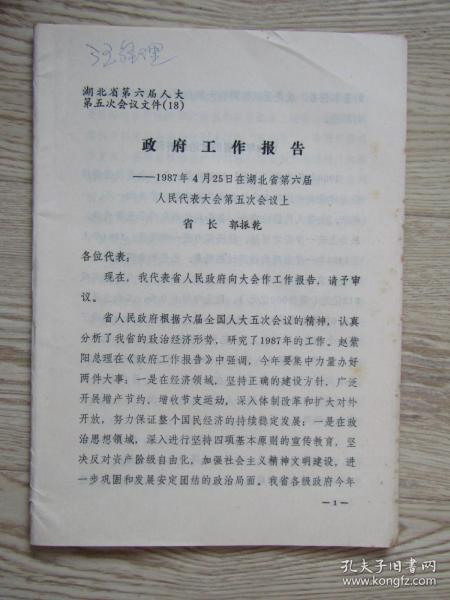 汪经理
湖北省第六届人大
第五次会议文件(18)
政府工作报告
——1987年4月25日在湖北省第六届
人民代表大会第五次会议上
省 长 郭振乾
各位代表：
现在，我代表省人民政府向大会作工作报告，请予审
议。
省人民政府根据六届全国人大五次会议的精神，认真
分析了我省的政治经济形势，研究了1987年的工作。赵紫
阳总理在《政府工作报告》中强调，今年要集中力量办好
两件大事：一是在经济领域，坚持正确的建设方针，广泛
开展增产节约，增收节支运动，深入体制改革和扩大对外
开放，努力保证整个国民经济的持续稳定发展；一是在政
治思想领域，深入进行坚持四项基本原则的宣传教育，坚
决反对资产阶级自由化，加强社会主义精神文明建设，进
一步巩固和发展安定团结的政治局面。我省各级政府今年
—1—
孔夫子旧书网
www.kongfz.com